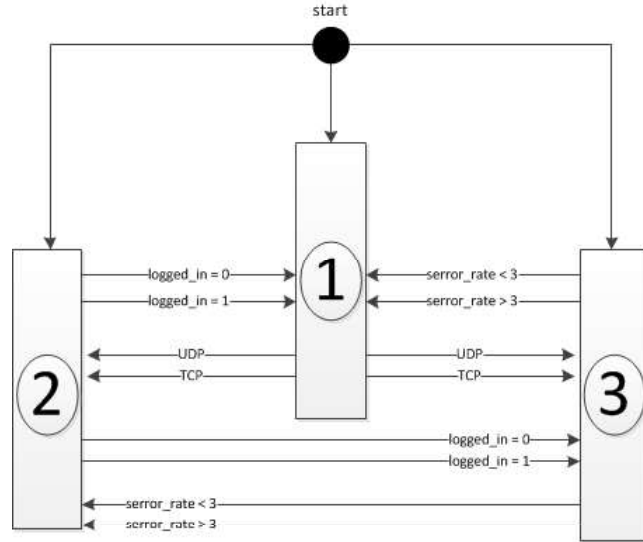 start
1
logged_in = 0
serror_rate < 3
logged_in = 1
serror_rate > 3
UDP
UDP
TCP
TCP
2
3
logged_in = 0
logged_in = 1
serror_rate < 3
serror_rate > 3